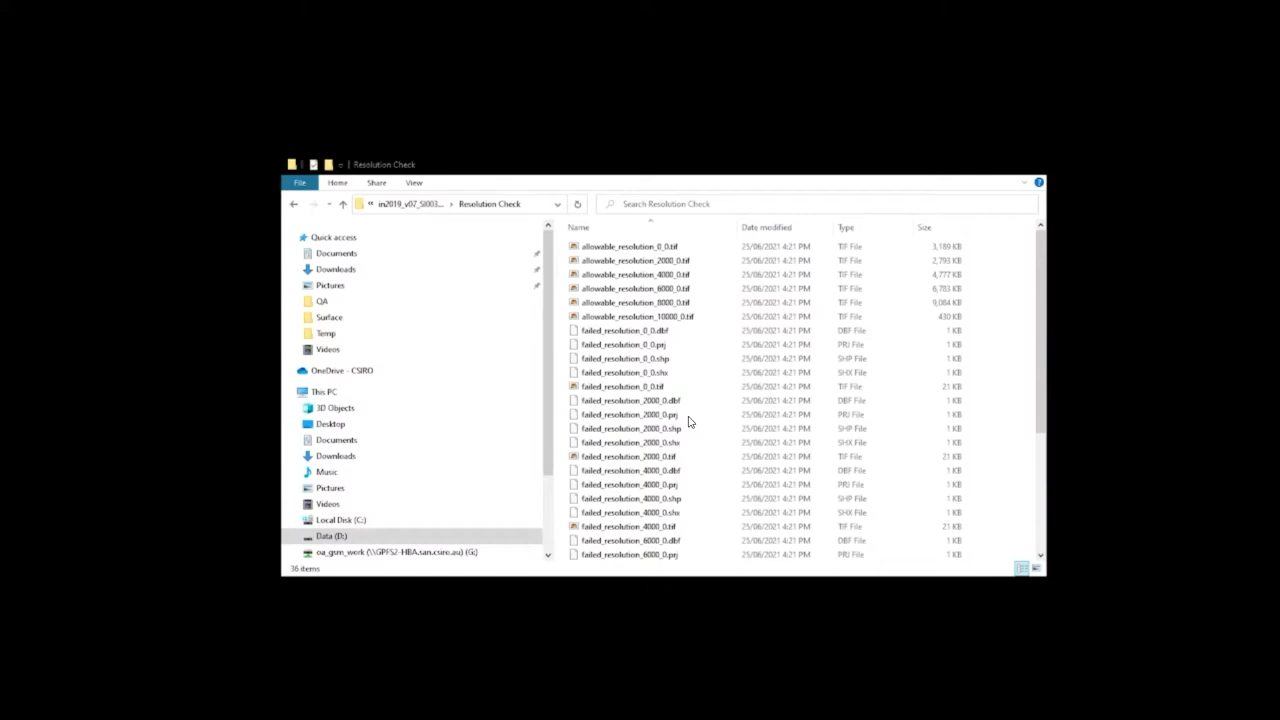 Resolution Check
File Home Share View
in2019_v07_SI003... Resolution Check Search Resolution Check
Quick access
Documents
Downloads
Pictures
QA
Surface
Temp
Videos
OneDrive - CSIRO
This PC
3D Objects
Desktop
Documents
Downloads
Music
Pictures
Videos
Local Disk (C:)
Data (D:)
oa_gsm_work (\\GPFS2-HBA.san.csiro.au) (G:)
Name Date modified Type Size
allowable_resolution_0_0.tif 25/06/2021 4:21 PM TIF File 3,189 KB
allowable_resolution_2000_0.tif 25/06/2021 4:21 PM TIF File 2,793 KB
allowable_resolution_4000_0.tif 25/06/2021 4:21 PM TIF File 4,777 KB
allowable_resolution_6000_0.tif 25/06/2021 4:21 PM TIF File 6,783 KB
allowable_resolution_8000_0.tif 25/06/2021 4:21 PM TIF File 9,084 KB
allowable_resolution_10000_0.tif 25/06/2021 4:21 PM TIF File 430 KB
failed_resolution_0_0.dbf 25/06/2021 4:21 PM DBF File 1 KB
failed_resolution_0_0.prj 25/06/2021 4:21 PM PRJ File 1 KB
failed_resolution_0_0.shp 25/06/2021 4:21 PM SHP File 1 KB
failed_resolution_0_0.shx 25/06/2021 4:21 PM SHX File 1 KB
failed_resolution_0_0.tif 25/06/2021 4:21 PM TIF File 21 KB
failed_resolution_2000_0.dbf 25/06/2021 4:21 PM DBF File 1 KB
failed_resolution_2000_0.prj 25/06/2021 4:21 PM PRJ File 1 KB
failed_resolution_2000_0.shp 25/06/2021 4:21 PM SHP File 1 KB
failed_resolution_2000_0.shx 25/06/2021 4:21 PM SHX File 1 KB
failed_resolution_2000_0.tif 25/06/2021 4:21 PM TIF File 21 KB
failed_resolution_4000_0.dbf 25/06/2021 4:21 PM DBF File 1 KB
failed_resolution_4000_0.prj 25/06/2021 4:21 PM PRJ File 1 KB
failed_resolution_4000_0.shp 25/06/2021 4:21 PM SHP File 1 KB
failed_resolution_4000_0.shx 25/06/2021 4:21 PM SHX File 1 KB
failed_resolution_4000_0.tif 25/06/2021 4:21 PM TIF File 21 KB
failed_resolution_6000_0.dbf 25/06/2021 4:21 PM DBF File 1 KB
failed_resolution_6000_0.prj 25/06/2021 4:21 PM PRJ File 1 KB
36 items